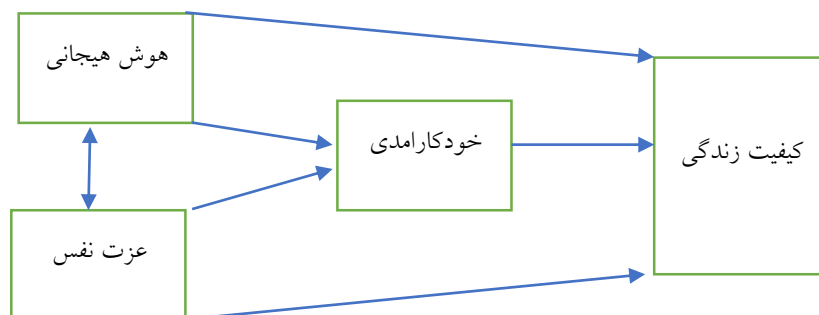 هوش هیجانی
خودکارامدی
کیفیت زندگی
عزت نفس